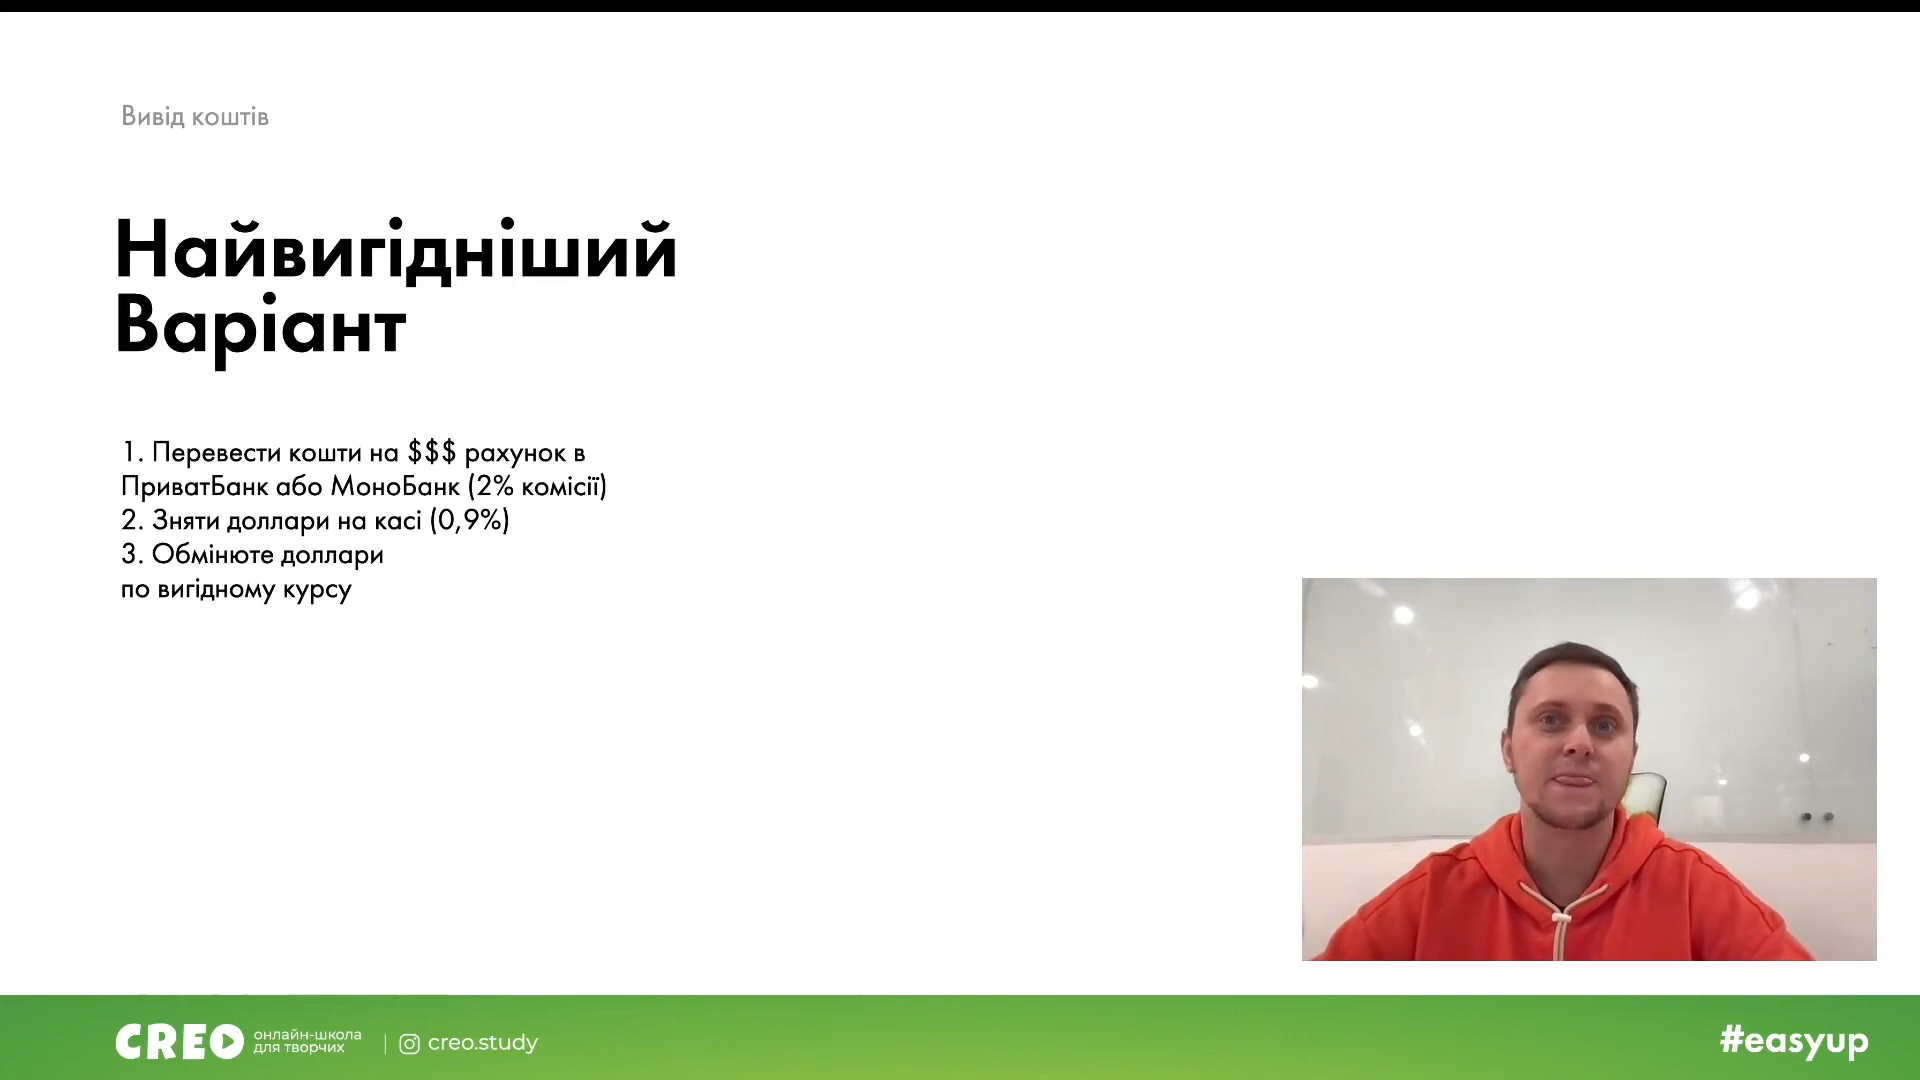 Вивід коштів
Найвигідніший
Варіант
1. Перевести кошти на $$$ рахунок в
ПриватБанк або МоноБанк (2% комісії)
2. Зняти доллари на касі (0,9%)
3. Обмінюте доллари
по вигідному курсу
CREO
онлайн-школа
для творчих
creo.study
#easyup